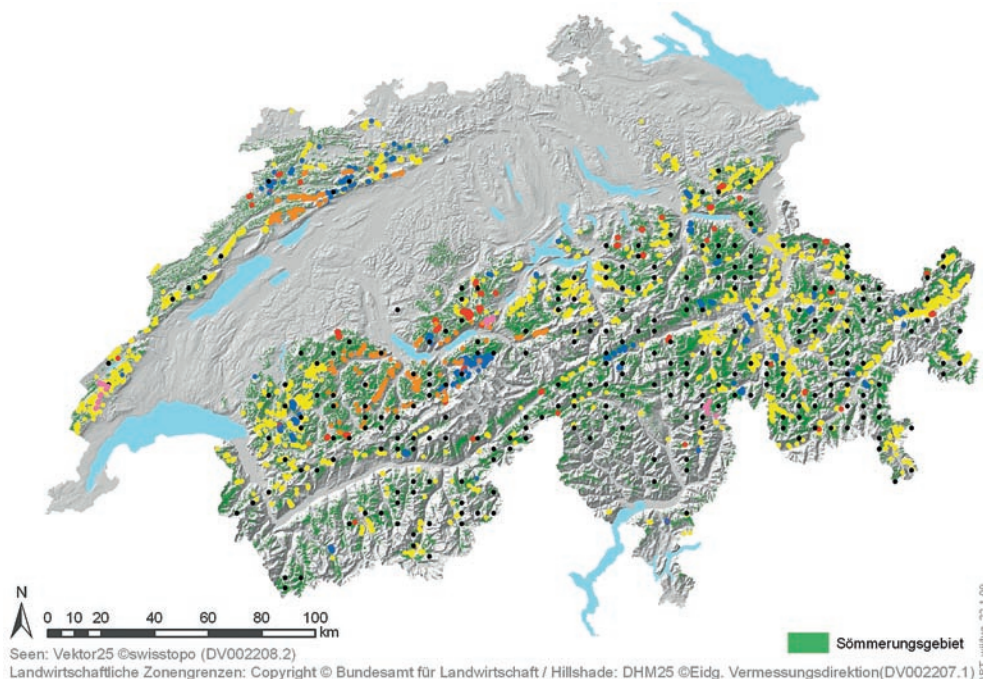 N
0 10 20 40 60 80 100
km
Sömmerungsgebiet
Seen: Vektor25 ©swisstopo (DV002208.2)
Landwirtschaftliche Zonengrenzen: Copyright © Bundesamt für Landwirtschaft / Hillshade: DHM25 ©Eidg. Vermessungsdirektion(DV002207.1)